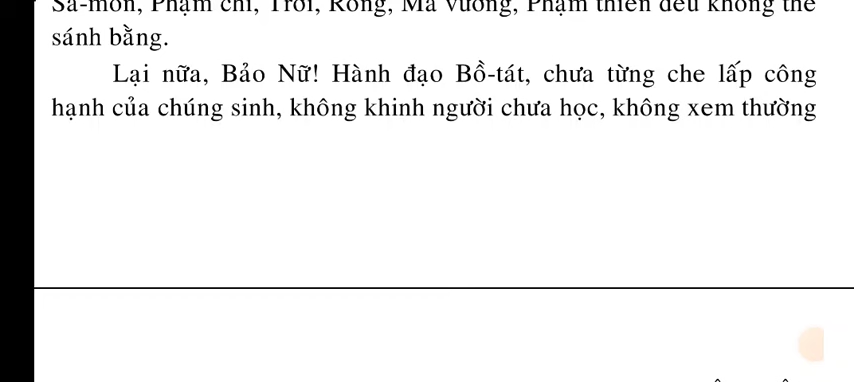 Sa-môn, Phạm chí, Trời, Rồng, Ma vương, Phạm thiên đều không thể
sánh bằng.
Lại nữa, Bảo Nữ! Hành đạo Bồ-tát, chưa từng che lấp công
hạnh của chúng sinh, không khinh người chưa học, không xem thường